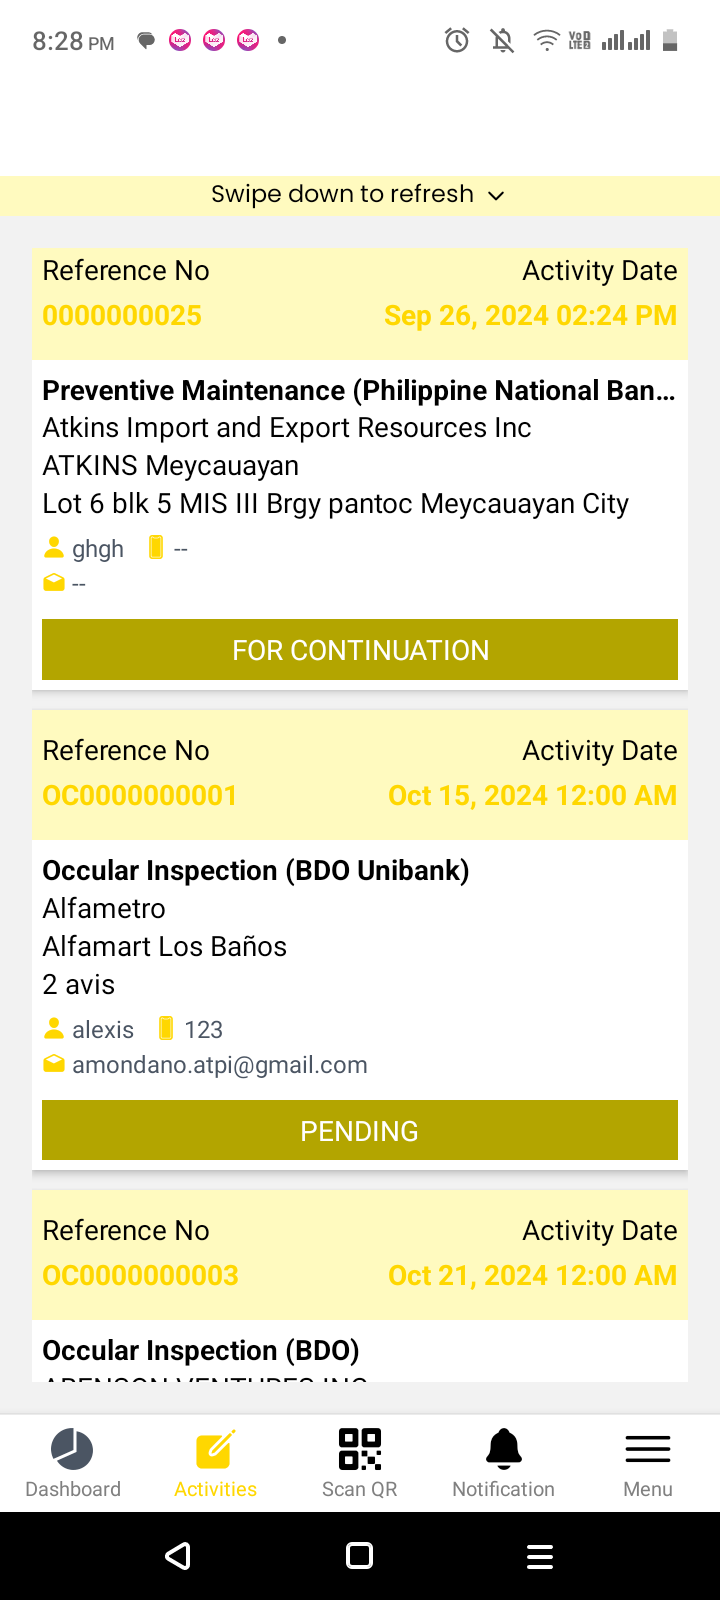 8:28 PM
Swipe down to refresh
Reference No Activity Date
0000000025 Sep 26, 2024 02:24 PM
Preventive Maintenance (Philippine National Ban...
Atkins Import and Export Resources Inc
ATKINS Meycauayan
Lot 6 blk 5 MIS III Brgy pantoc Meycauayan City
ghgh --
--
FOR CONTINUATION
Reference No Activity Date
OC0000000001 Oct 15, 2024 12:00 AM
Occular Inspection (BDO Unibank)
Alfametro
Alfamart Los Baños
2 avis
alexis 123
amondano.atpi@gmail.com
PENDING
Reference No Activity Date
OC0000000003 Oct 21, 2024 12:00 AM
Occular Inspection (BDO)
Dashboard Activities Scan QR Notification Menu